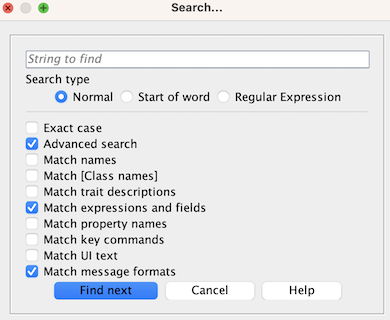 Search...
String to find
Search type
Normal Start of word Regular Expression
Exact case
Advanced search
Match names
Match [Class names]
Match trait descriptions
Match expressions and fields
Match property names
Match key commands
Match UI text
Match message formats
Find next Cancel Help